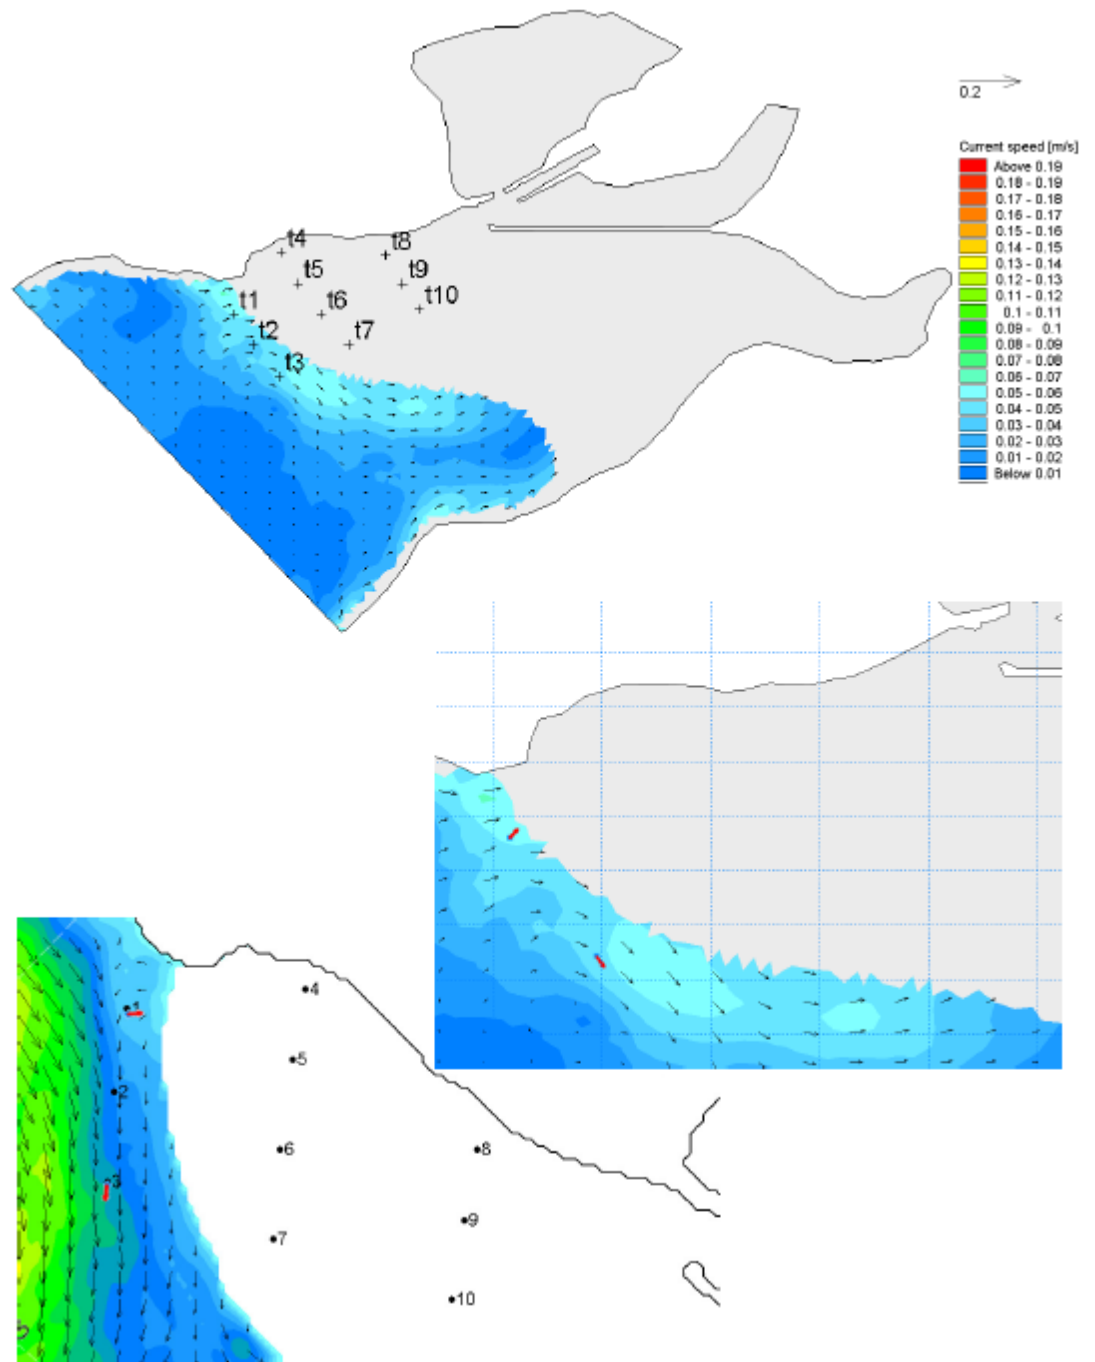 0.2
Current speed [m/s]
Above 0.19
0.18 - 0.19
0.17 - 0.18
0.16 - 0.17
0.15 - 0.16
0.14 - 0.15
0.13 - 0.14
0.12 - 0.13
0.11 - 0.12
0.1 - 0.11
0.09 - 0.1
0.08 - 0.09
0.07 - 0.08
0.06 - 0.07
0.05 - 0.06
0.04 - 0.05
0.03 - 0.04
0.02 - 0.03
0.01 - 0.02
Below 0.01
t4
t8
t5
t9
t1
t6
t10
t2
t7
t3
4
1
5
2
6
8
3
9
7
10